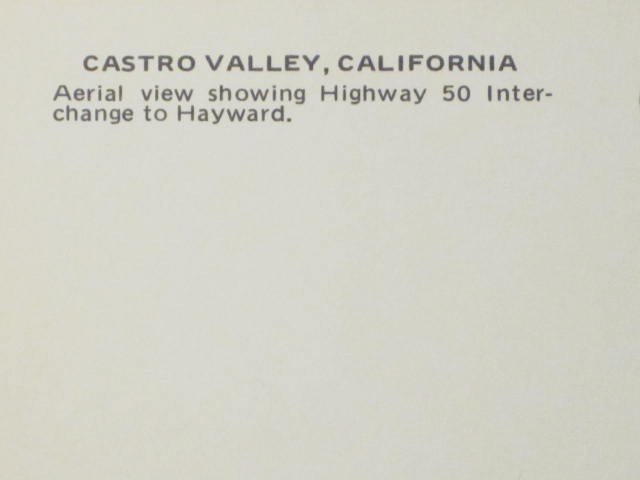 CASTRO VALLEY, CALIFORNIA
Aerial view showing Highway 50 Inter-
change to Hayward.